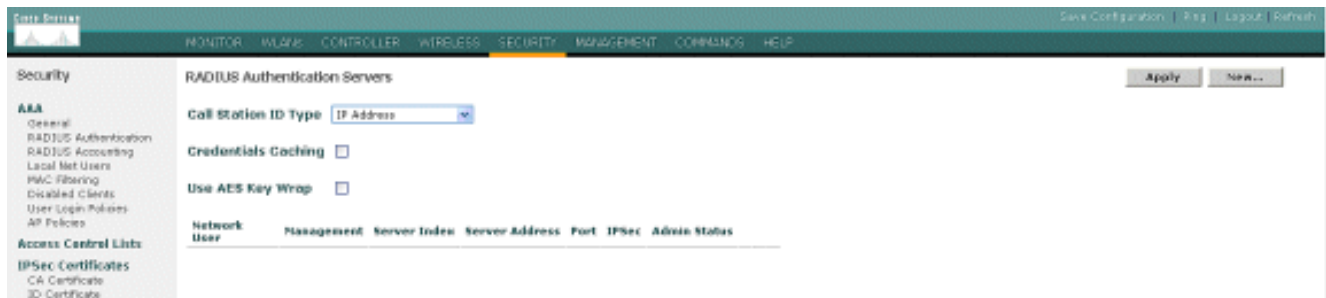 Cisco Systems
Save Configuration | Ping | Logout | Refresh
MONITOR WLANs CONTROLLER WIRELESS SECURITY MANAGEMENT COMMANDS HELP
Security
AAA
General
RADIUS Authentication
RADIUS Accounting
Local Net Users
MAC Filtering
Disabled Clients
User Login Policies
AP Policies
Access Control Lists
IPSec Certificates
CA Certificate
ID Certificate
RADIUS Authentication Servers
Apply New...
Call Station ID Type IP Address
Credentials Caching
Use AES Key Wrap
Network User Management Server Index Server Address Port IPSec Admin Status